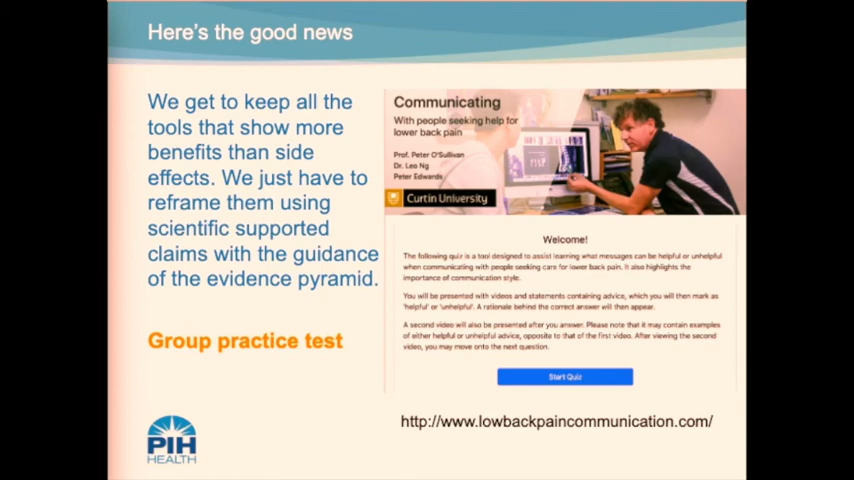 Here's the good news
We get to keep all the
tools that show more
benefits than side
effects. We just have to
reframe them using
scientific supported
claims with the guidance
of the evidence pyramid.
Group practice test
Communicating
With people seeking help for
lower back pain
Prof. Peter O'Sullivan
Dr. Leo Ng
Peter Edwards
Curtin University
Welcome!
The following quiz is a tool designed to assist learning what messages can be helpful or unhelpful
when communicating with people seeking care for lower back pain. It also highlights the
importance of communication style.
You will be presented with videos and statements containing advice, which you will then mark as
'helpful' or 'unhelpful'. A rationale behind the correct answer will then appear.
A second video will also be presented after you answer. Please note that it may contain examples
of either helpful or unhelpful advice, opposite to that of the first video. After viewing the second
video, you may move onto the next question.
Start Quiz
http://www.lowbackpaincommunication.com/
PIH
HEALTH